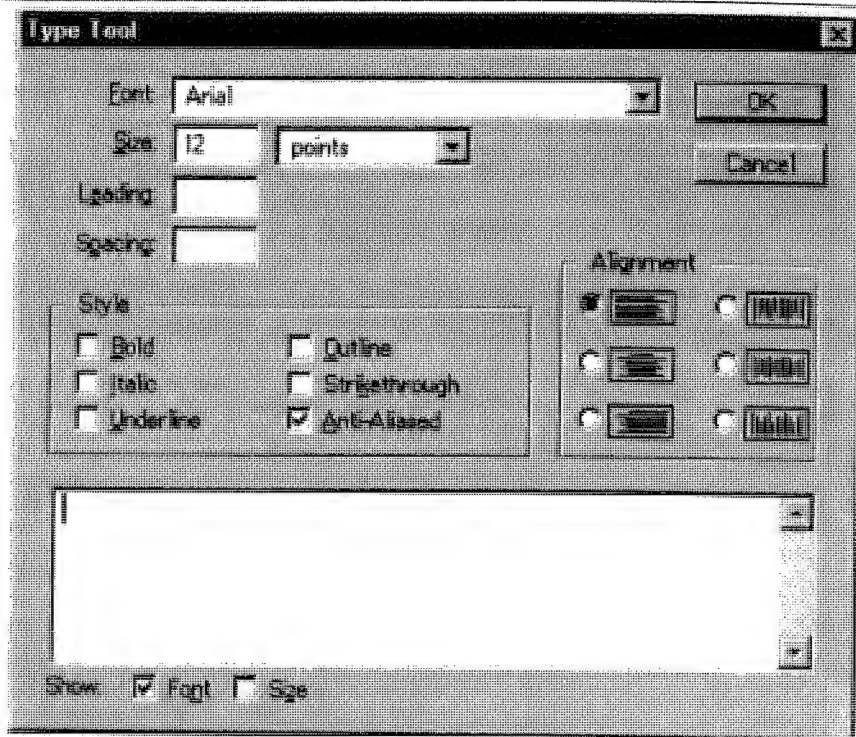 Type Tool
Font: Arial
OK
Size: 12 points
Cancel
Leading:
Spacing:
Alignment
Style
Bold
Outline
Italic
Strikethrough
Underline
Anti-Aliased
Show: Font Size